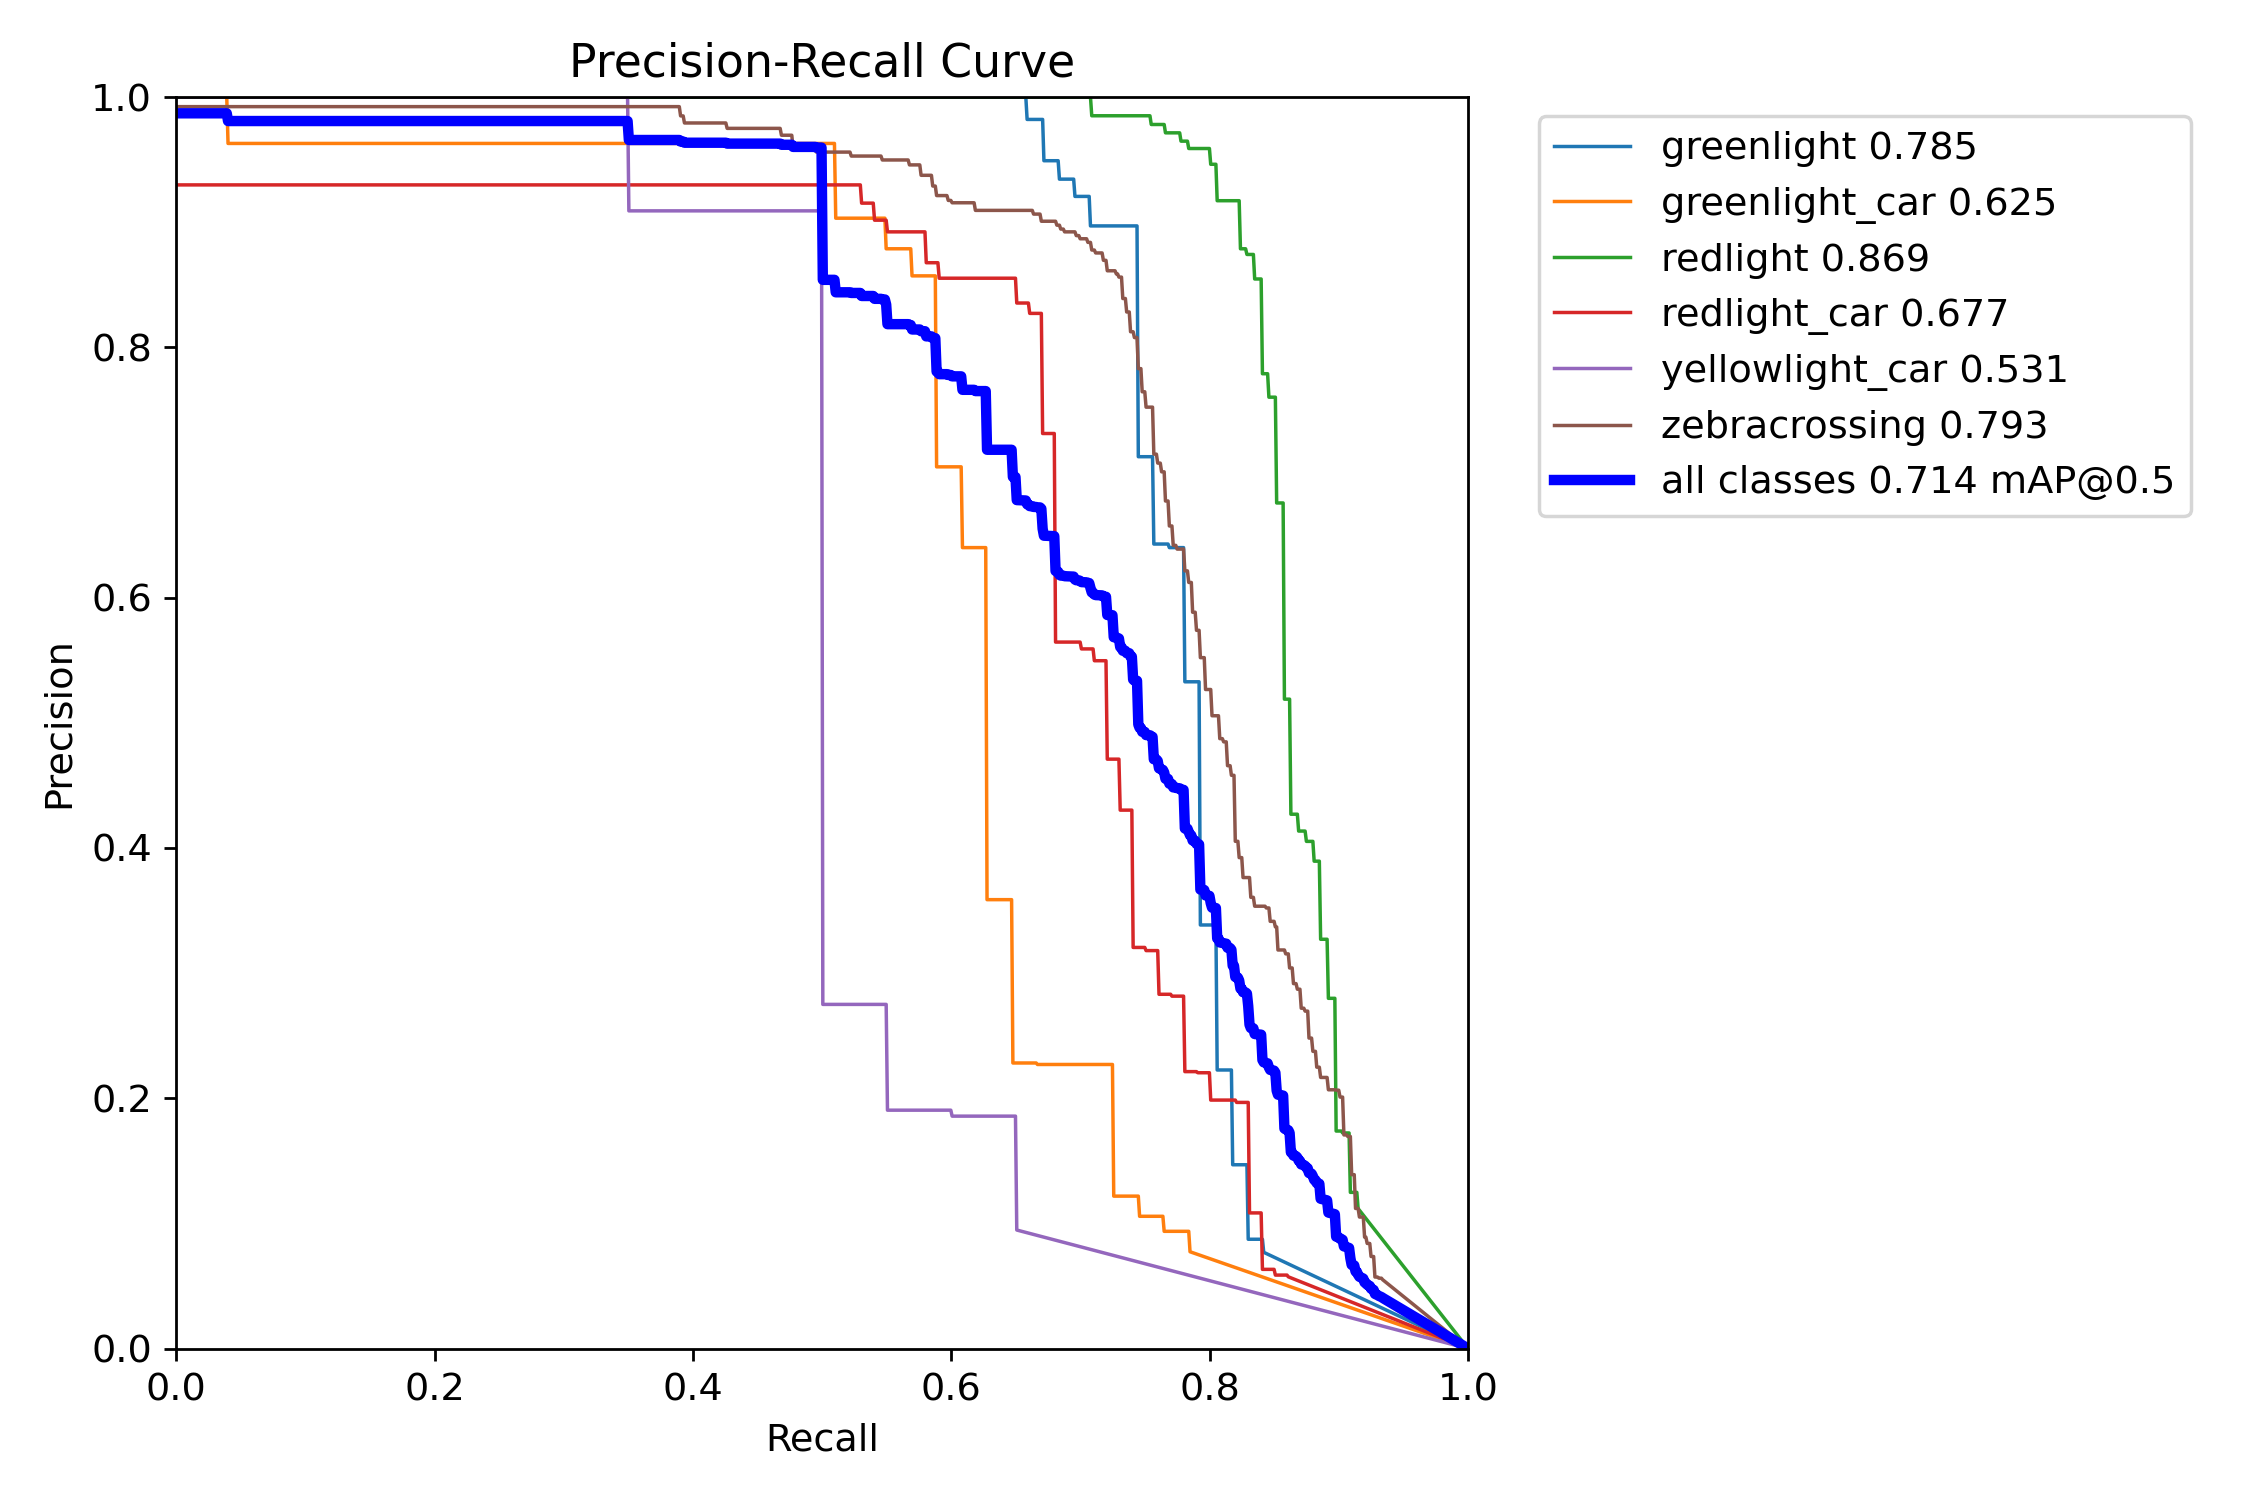 Precision-Recall Curve
1.0
0.8
0.6
0.4
0.2
0.0
Precision
0.0 0.2 0.4 0.6 0.8 1.0
Recall
greenlight 0.785
greenlight_car 0.625
redlight 0.869
redlight_car 0.677
yellowlight_car 0.531
zebracrossing 0.793
all classes 0.714 mAP@0.5